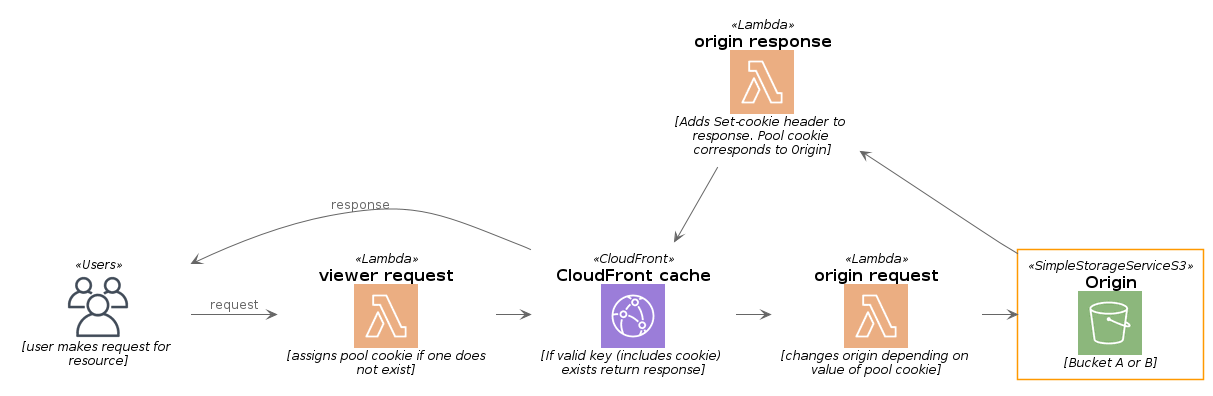 «Lambda»
origin response
[Adds Set-cookie header to
response. Pool cookie
corresponds to 0rigin]
response
«Users»
request
[user makes request for
resource]
«Lambda»
viewer request
[assigns pool cookie if one does
not exist]
«CloudFront»
CloudFront cache
[If valid key (includes cookie)
exists return response]
«Lambda»
origin request
[changes origin depending on
value of pool cookie]
«SimpleStorageServiceS3»
Origin
[Bucket A or B]